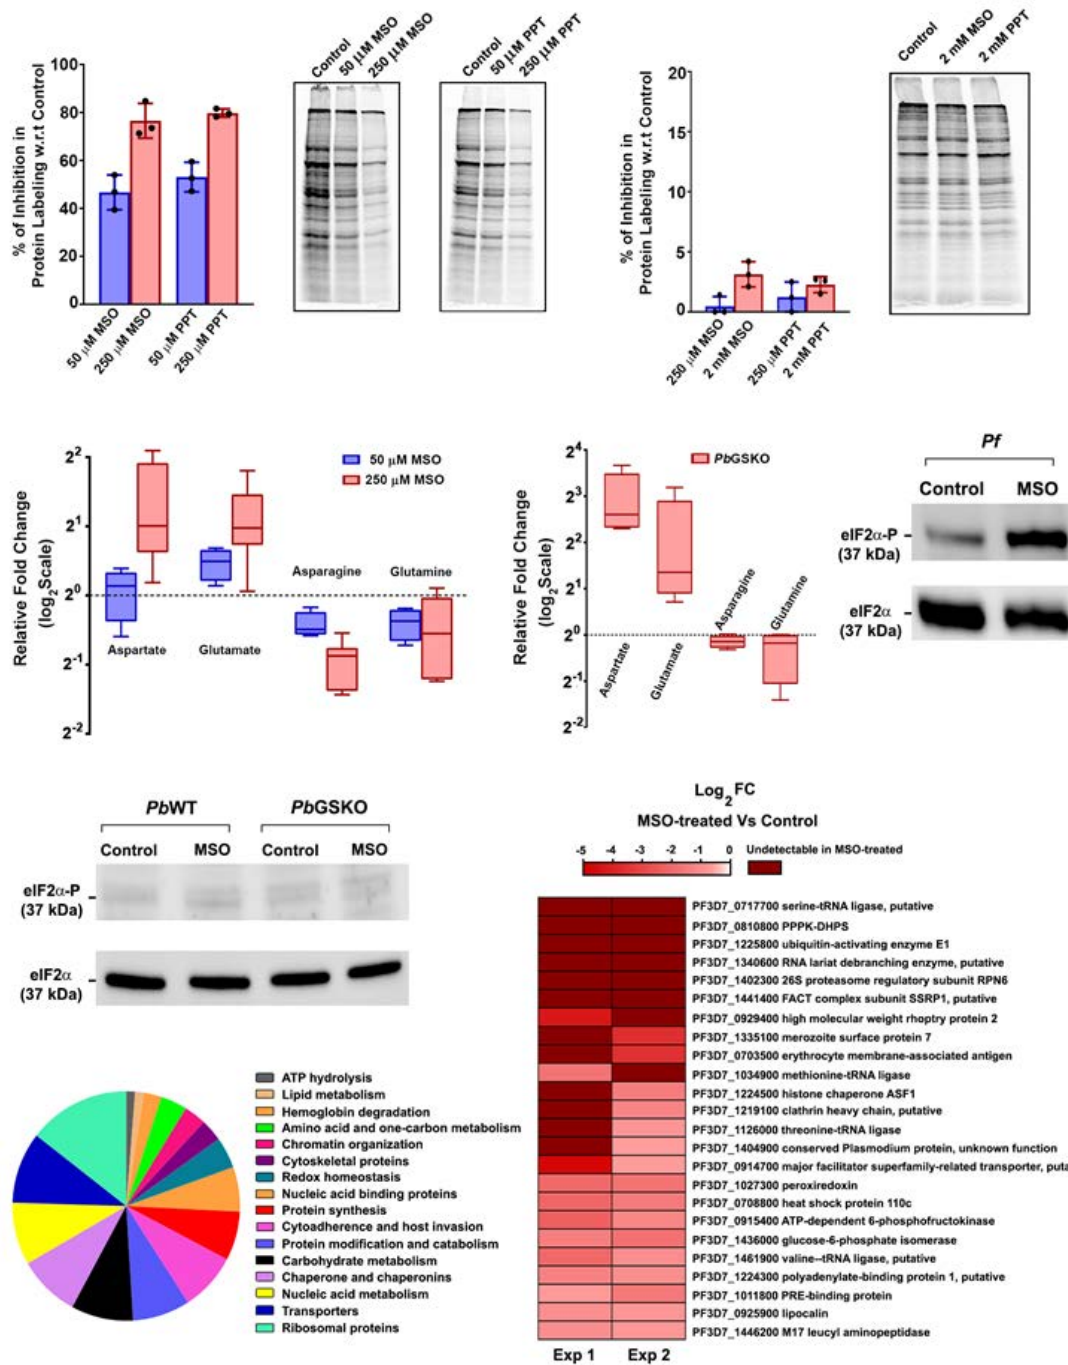 Control
50 μM MSO
250 μM MSO
Control
50 μM PPT
250 μM PPT
% of Inhibition in
Protein Labeling w.r.t Control
100
80
60
40
20
0
50 μM MSO
250 μM MSO
50 μM PPT
250 μM PPT
Control
2 mM MSO
2 mM PPT
% of Inhibition in
Protein Labeling w.r.t Control
20
15
10
5
0
250 μM MSO
2 mM MSO
250 μM PPT
2 mM PPT
Relative Fold Change
(log2Scale)
2^2
2^1
2^0
2^-1
2^-2
50 μM MSO
250 μM MSO
Aspartate
Glutamate
Asparagine
Glutamine
Relative Fold Change
(log2Scale)
2^4
2^3
2^2
2^1
2^0
2^-1
2^-2
PbGSKO
Aspartate
Glutamate
Asparagine
Glutamine
Pf
Control MSO
eIF2α-P
(37 kDa)
eIF2α
(37 kDa)
PbWT PbGSKO
Control MSO Control MSO
eIF2α-P
(37 kDa)
eIF2α
(37 kDa)
ATP hydrolysis
Lipid metabolism
Hemoglobin degradation
Amino acid and one-carbon metabolism
Chromatin organization
Cytoskeletal proteins
Redox homeostasis
Nucleic acid binding proteins
Protein synthesis
Cytoadherence and host invasion
Protein modification and catabolism
Carbohydrate metabolism
Chaperone and chaperonins
Nucleic acid metabolism
Transporters
Ribosomal proteins
Log2 FC
MSO-treated Vs Control
-5 -4 -3 -2 -1 0
Undetectable in MSO-treated
PF3D7_0717700 serine-tRNA ligase, putative
PF3D7_0810800 PPPK-DHPS
PF3D7_1225800 ubiquitin-activating enzyme E1
PF3D7_1340600 RNA lariat debranching enzyme, putative
PF3D7_1402300 26S proteasome regulatory subunit RPN6
PF3D7_1441400 FACT complex subunit SSRP1, putative
PF3D7_0929400 high molecular weight rhoptry protein 2
PF3D7_1335100 merozoite surface protein 7
PF3D7_0703500 erythrocyte membrane-associated antigen
PF3D7_1034900 methionine-tRNA ligase
PF3D7_1224500 histone chaperone ASF1
PF3D7_1219100 clathrin heavy chain, putative
PF3D7_1126000 threonine-tRNA ligase
PF3D7_1404900 conserved Plasmodium protein, unknown function
PF3D7_0914700 major facilitator superfamily-related transporter, puta
PF3D7_1027300 peroxiredoxin
PF3D7_0708800 heat shock protein 110c
PF3D7_0915400 ATP-dependent 6-phosphofructokinase
PF3D7_1436000 glucose-6-phosphate isomerase
PF3D7_1461900 valine--tRNA ligase, putative
PF3D7_1224300 polyadenylate-binding protein 1, putative
PF3D7_1011800 PRE-binding protein
PF3D7_0925900 lipocalin
PF3D7_1446200 M17 leucyl aminopeptidase
Exp 1 Exp 2